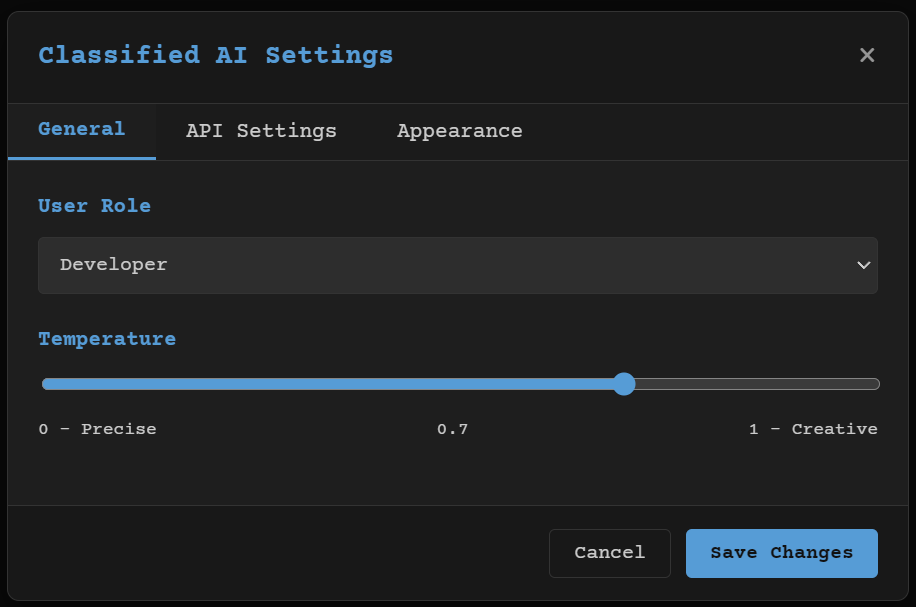 Classified AI Settings ×
General API Settings Appearance
User Role
Developer
Temperature
0 - Precise 0.7 1 - Creative
Cancel Save Changes